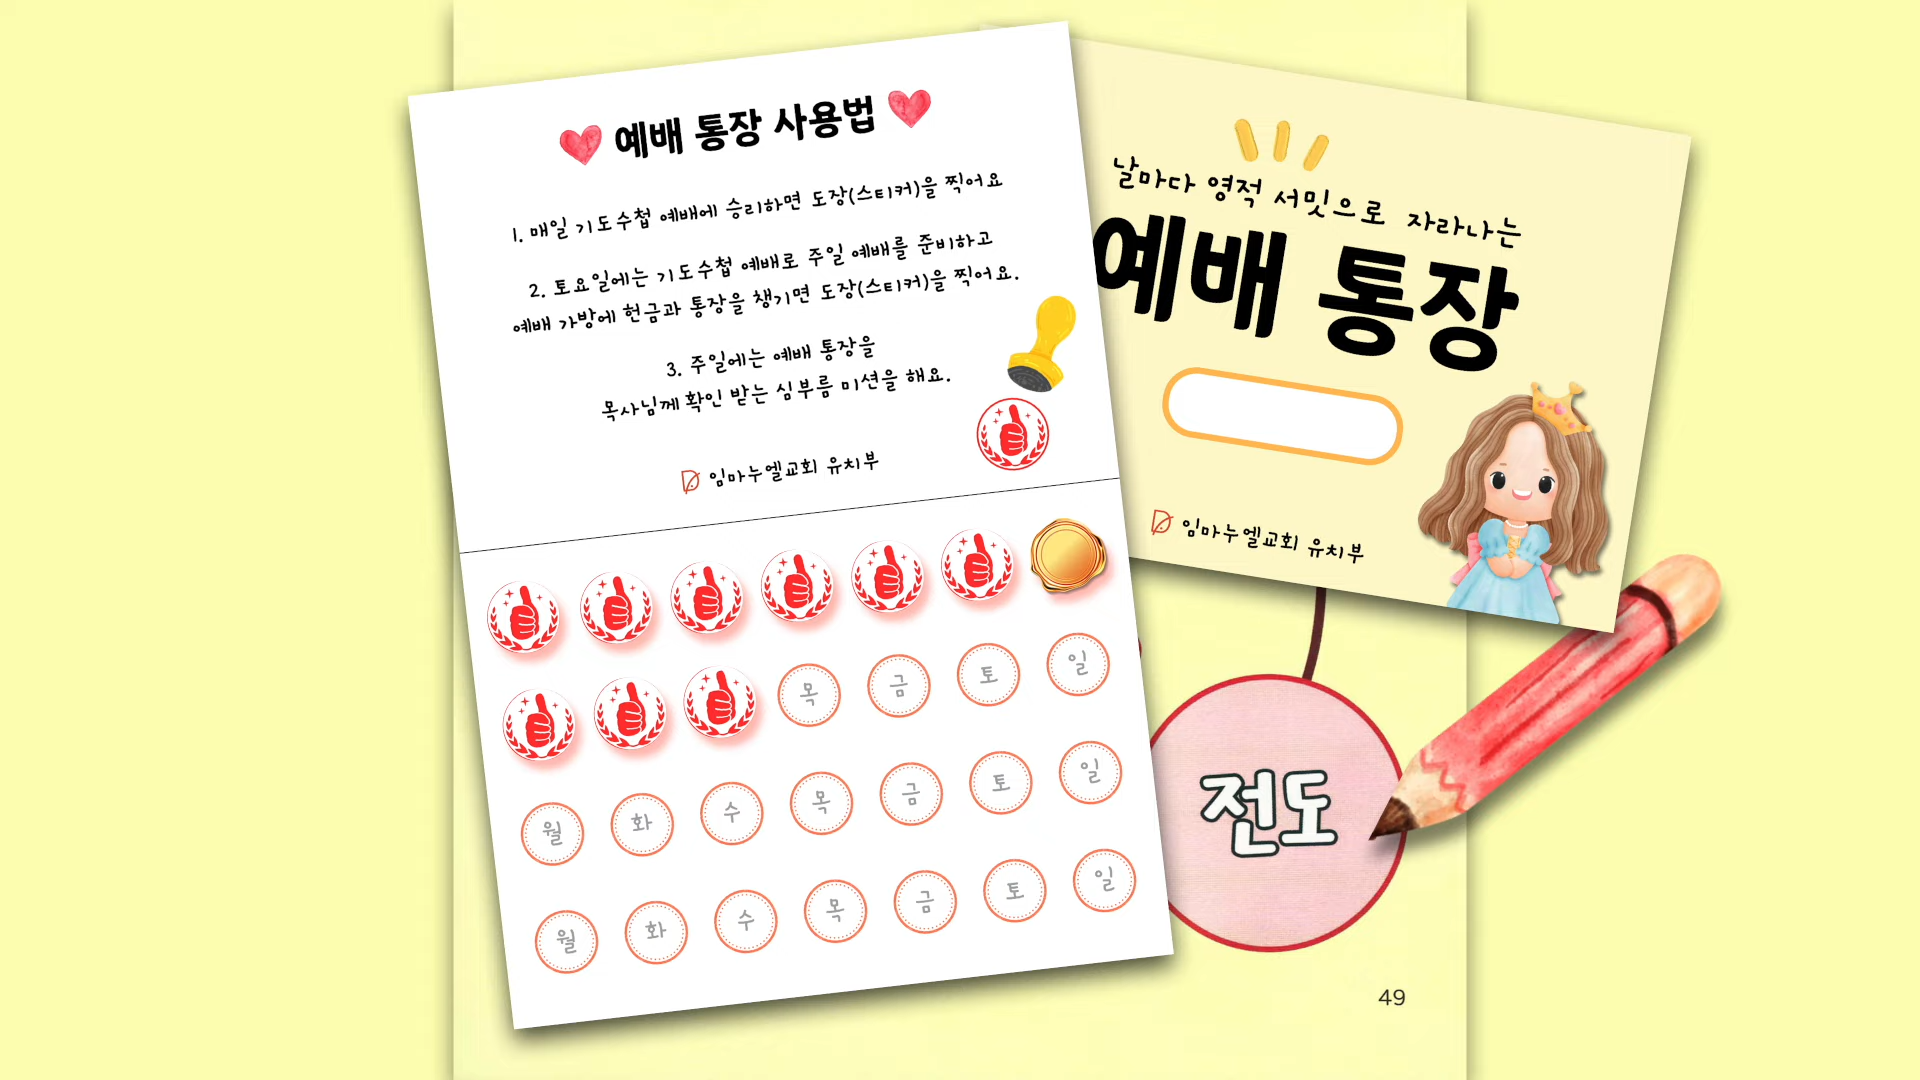 예배 통장 사용법
1. 매일 기도수첩 예배에 승리하면 도장(스티커)을 찍어요
2. 토요일에는 기도수첩 예배로 주일 예배를 준비하고
예배 가방에 헌금과 통장을 챙기면 도장(스티커)을 찍어요.
3. 주일에는 예배 통장을
목사님께 확인 받는 심부름 미션을 해요.
임마누엘교회 유치부
목 금 토 일
월 화 수 목 금 토 일
월 화 수 목 금 토 일
날마다 영적 서밋으로 자라나는
예배 통장
임마누엘교회 유치부
전도
49